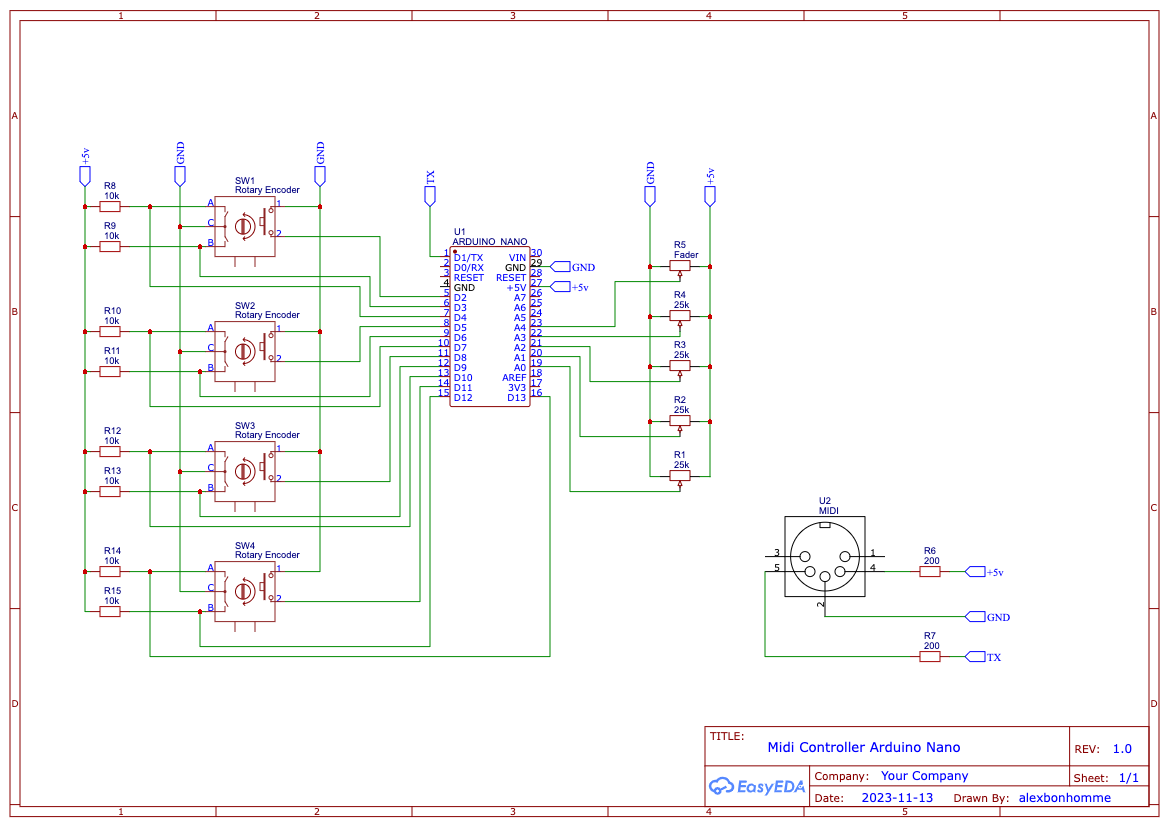 1 2 3 4 5
A
B
C
D
A
B
C
D
+5v
GND
GND
R8
10k
R9
10k
SW1
Rotary Encoder
A
C
B
1
2
R10
10k
R11
10k
SW2
Rotary Encoder
A
C
B
1
2
R12
10k
R13
10k
SW3
Rotary Encoder
A
C
B
1
2
R14
10k
R15
10k
SW4
Rotary Encoder
A
C
B
1
2
TX
U1
ARDUINO_NANO
1 D1/TX VIN 30
2 D0/RX GND 29
3 RESET RESET 28
4 GND +5V 27
5 D2 A7 26
6 D3 A6 25
7 D4 A5 24
8 D5 A4 23
9 D6 A3 22
10 D7 A2 21
11 D8 A1 20
12 D9 A0 19
13 D10 AREF 18
14 D11 3V3 17
15 D12 D13 16
GND
+5v
GND
+5v
R5
Fader
R4
25k
R3
25k
R2
25k
R1
25k
U2
MIDI
3 1
5 4
2
R6
200
+5v
GND
R7
200
TX
TITLE:
Midi Controller Arduino Nano
REV: 1.0
EasyEDA
Company: Your Company
Sheet: 1/1
Date: 2023-11-13 Drawn By: alexbonhomme
1 2 3 4 5